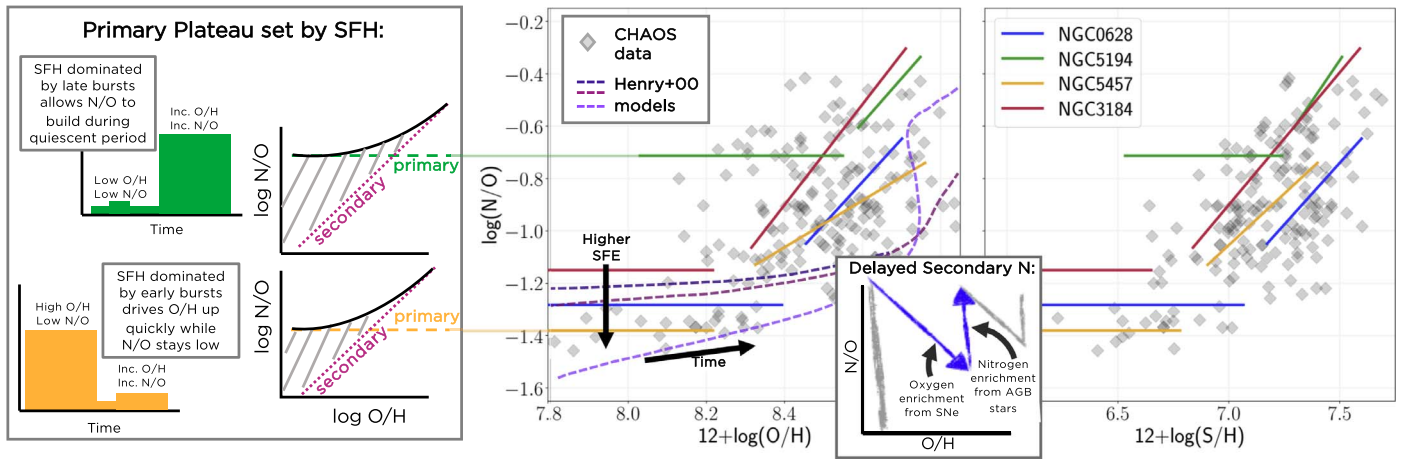 Primary Plateau set by SFH:
SFH dominated
by late bursts
allows N/O to
build during
quiescent period
Inc. O/H
Inc. N/O
Low O/H
Low N/O
Time
log N/O
primary
secondary
SFH dominated
by early bursts
drives O/H up
quickly while
N/O stays low
High O/H
Low N/O
Inc. O/H
Inc. N/O
Time
log N/O
primary
secondary
log O/H
log(N/O)
−0.2
−0.4
−0.6
−0.8
−1.0
−1.2
−1.4
−1.6
CHAOS
data
Henry+00
models
Higher
SFE
Time
7.8
8.0
8.2
8.4
12+log(O/H)
Delayed Secondary N:
N/O
Oxygen
enrichment
from SNe
Nitrogen
enrichment
from AGB
stars
O/H
NGC0628
NGC5194
NGC5457
NGC3184
6.5
7.0
7.5
12+log(S/H)